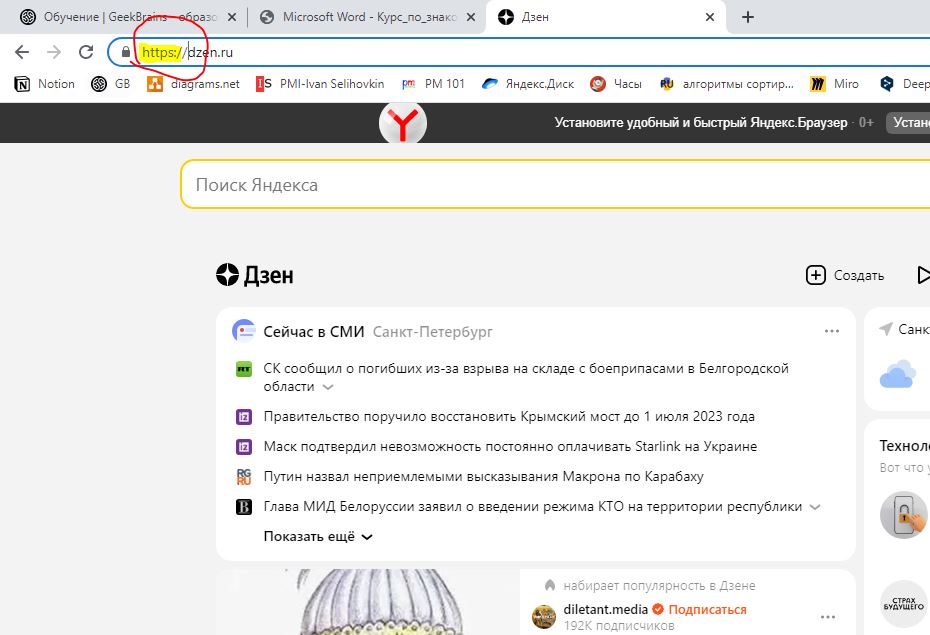 Обучение | GeekBrains - образо
Microsoft Word - Курс_по_знако
Дзен
https://dzen.ru
Notion
GB
diagrams.net
PMI-Ivan Selihovkin
PM 101
Яндекс.Диск
Часы
алгоритмы сортир...
Miro
Deep
Установите удобный и быстрый Яндекс.Браузер · 0+
Устан
Поиск Яндекса
Дзен
Создать
Сейчас в СМИ Санкт-Петербург
СК сообщил о погибших из-за взрыва на складе с боеприпасами в Белгородской
области
Правительство поручило восстановить Крымский мост до 1 июля 2023 года
Маск подтвердил невозможность постоянно оплачивать Starlink на Украине
Путин назвал неприемлемыми высказывания Макрона по Карабаху
Глава МИД Белоруссии заявил о введении режима КТО на территории республики
Показать ещё
Санк
Технол
Вот что у
СТРАХ
БУДУЩЕГО
набирает популярность в Дзене
diletant.media Подписаться
192K подписчиков